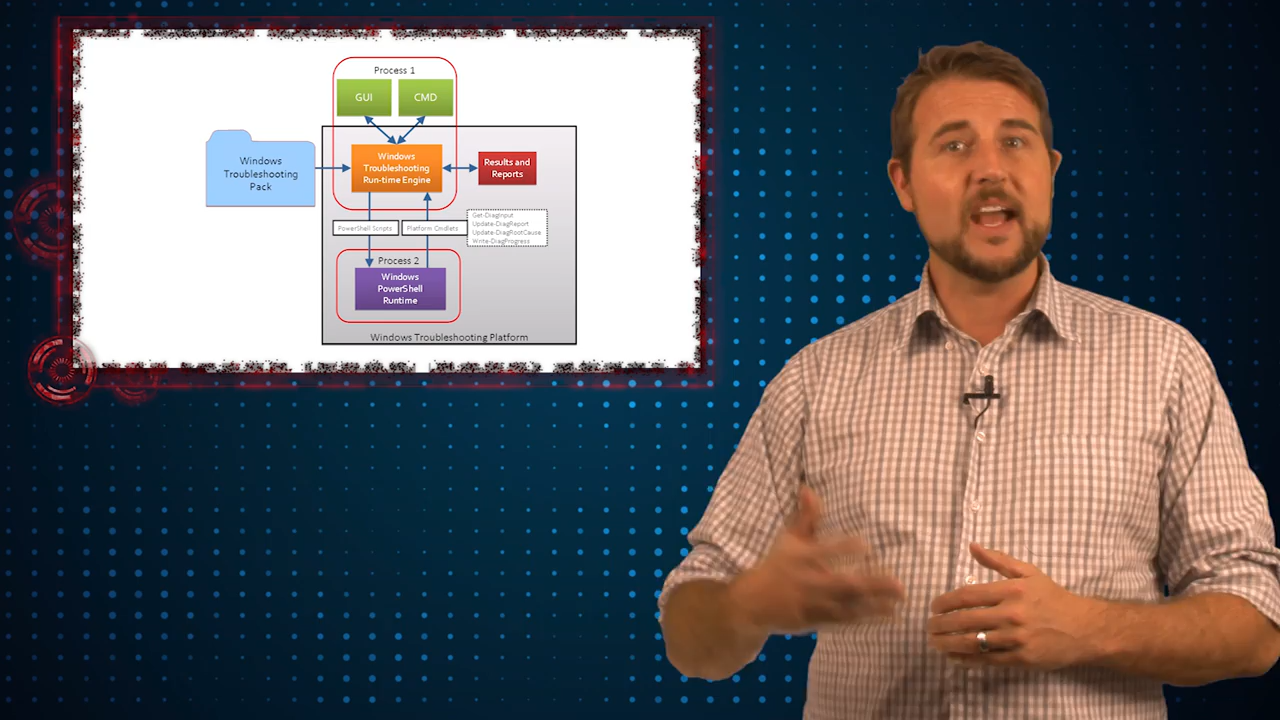 Process 1
GUI
CMD
Windows
Troubleshooting
Pack
Windows
Troubleshooting
Run-time Engine
Results and
Reports
PowerShell Scripts
Platform Cmdlets
Get-DiagInput
Update-DiagReport
Update-DiagRootCause
Write-DiagProgress
Process 2
Windows
PowerShell
Runtime
Windows Troubleshooting Platform